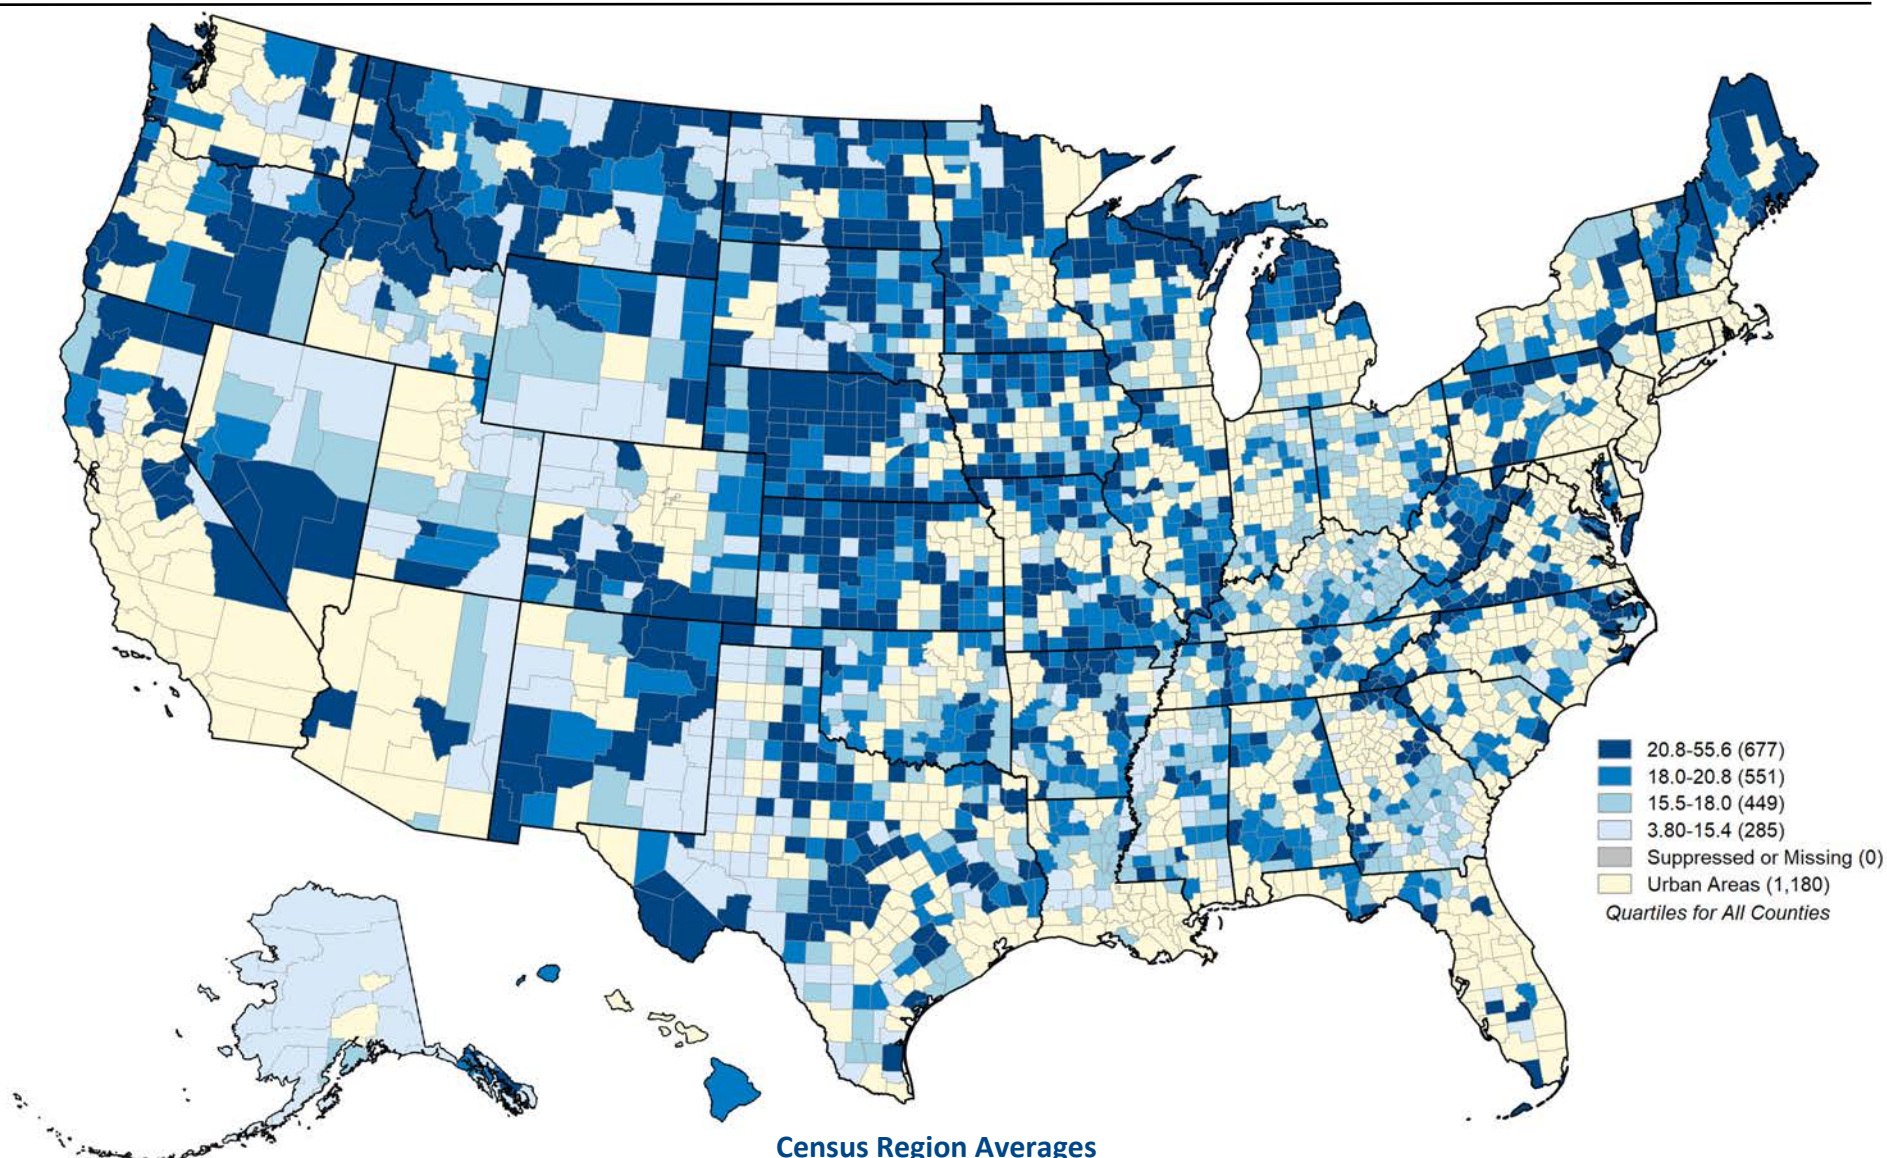 20.8-55.6 (677)
18.0-20.8 (551)
15.5-18.0 (449)
3.80-15.4 (285)
Suppressed or Missing (0)
Urban Areas (1,180)
Quartiles for All Counties
Census Region Averages